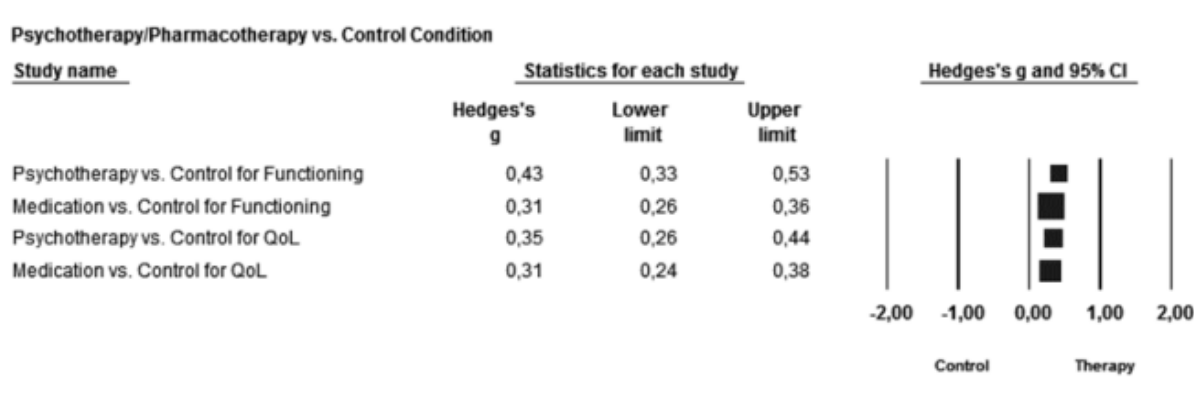 Psychotherapy/Pharmacotherapy vs. Control Condition
Study name Statistics for each study Hedges's g and 95% CI
Hedges's Lower Upper
g limit limit
Psychotherapy vs. Control for Functioning 0,43 0,33 0,53
Medication vs. Control for Functioning 0,31 0,26 0,36
Psychotherapy vs. Control for QoL 0,35 0,26 0,44
Medication vs. Control for QoL 0,31 0,24 0,38
-2,00 -1,00 0,00 1,00 2,00
Control Therapy